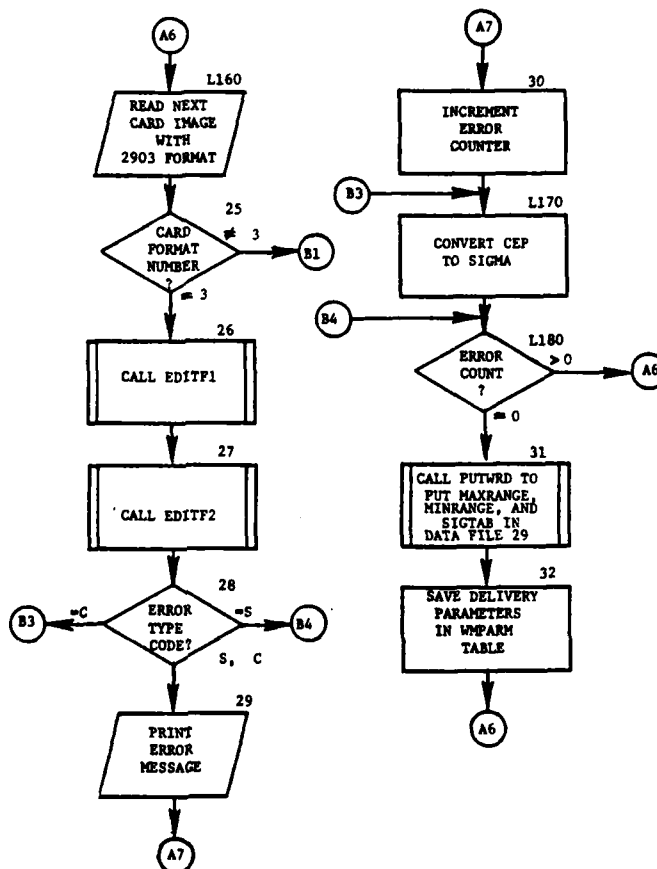 A6
L160
READ NEXT
CARD IMAGE
WITH
2903 FORMAT
25
≠ 3
CARD
FORMAT
NUMBER
?
B1
= 3
26
CALL EDITF1
27
CALL EDITF2
28
=C
=S
B3
ERROR
TYPE
CODE?
B4
S, C
29
PRINT
ERROR
MESSAGE
A7
A7
30
INCREMENT
ERROR
COUNTER
B3
L170
CONVERT CEP
TO SIGMA
B4
L180
> 0
ERROR
COUNT
?
A6
= 0
31
CALL PUTWRD TO
PUT MAXRANGE,
MINRANGE, AND
SIGTAB IN
DATA FILE 29
32
SAVE DELIVERY
PARAMETERS
IN WMPARM
TABLE
A6